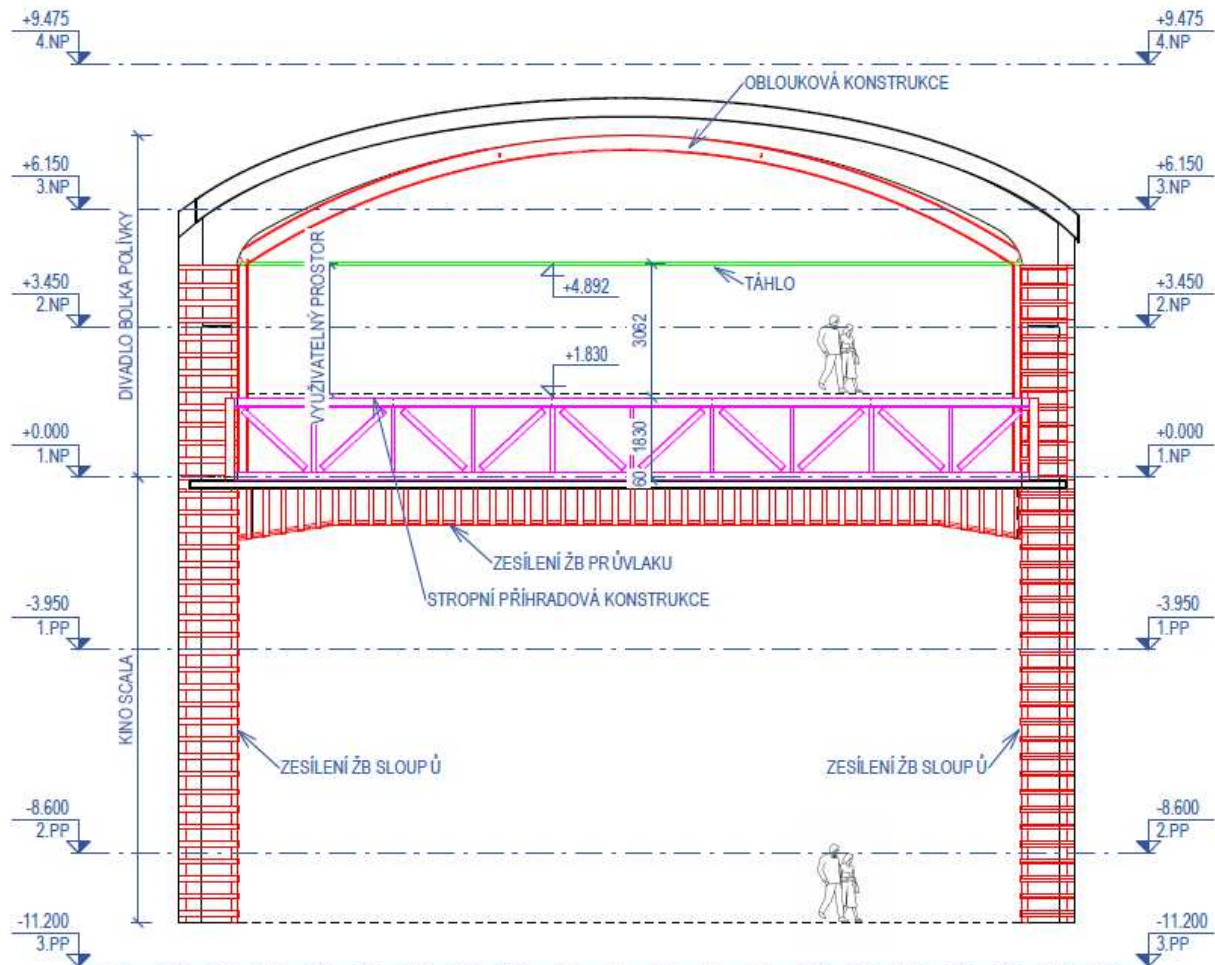 +9.475
4.NP
+9.475
4.NP
OBLOUKOVÁ KONSTRUKCE
+6.150
3.NP
+6.150
3.NP
DIVADLO BOLKA POLÍVKY
VYUŽIVATELNÝ PROSTOR
TÁHLO
+4.892
+3.450
2.NP
+3.450
2.NP
3062
+1.830
1830
60
+0.000
1.NP
+0.000
1.NP
ZESÍLENÍ ŽB PRŮVLAKU
STROPNÍ PŘÍHRADOVÁ KONSTRUKCE
-3.950
1.PP
-3.950
1.PP
KINO SCALA
ZESÍLENÍ ŽB SLOUPŮ
ZESÍLENÍ ŽB SLOUPŮ
-8.600
2.PP
-8.600
2.PP
-11.200
3.PP
-11.200
3.PP